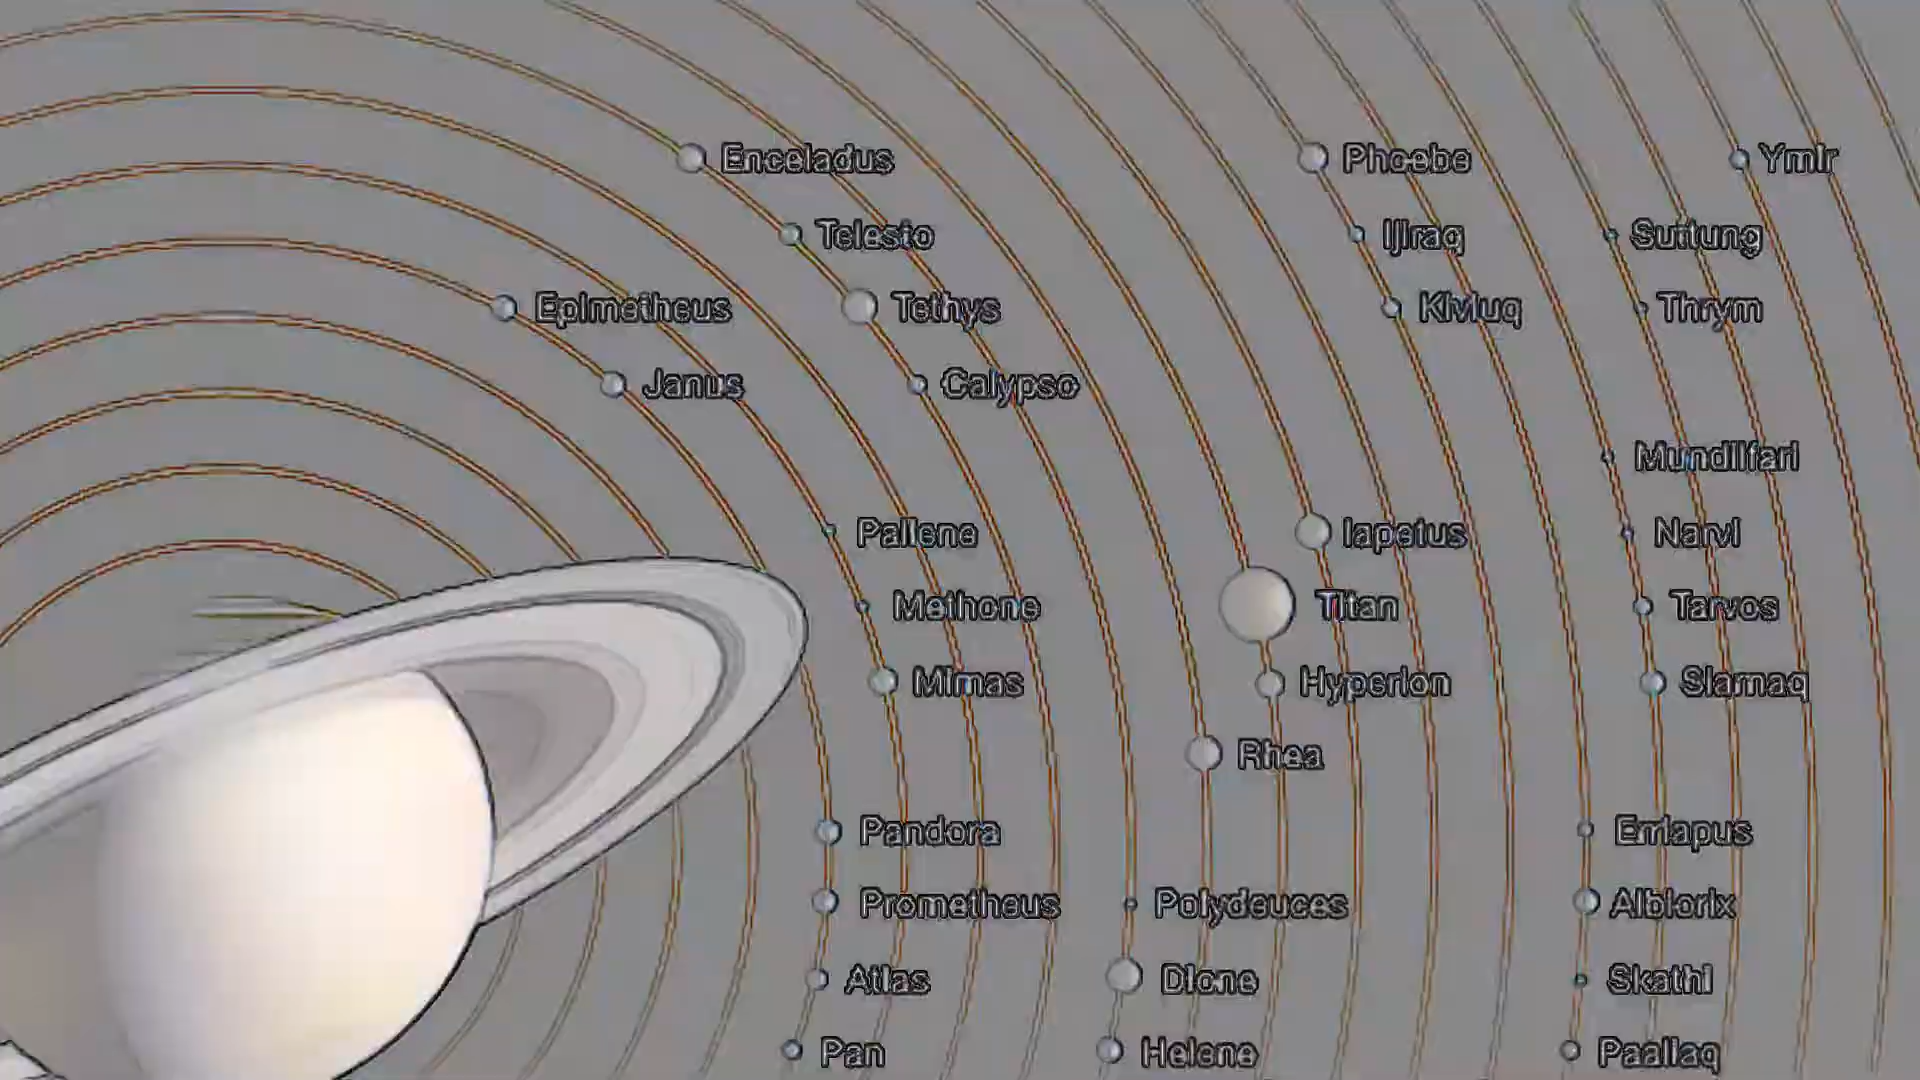 Enceladus
Phoebe
Ymir
Telesto
Ijiraq
Suttung
Epimetheus
Tethys
Kiviuq
Thrym
Janus
Calypso
Mundilfari
Pallene
Iapetus
Narvi
Methone
Titan
Tarvos
Mimas
Hyperion
Siarnaq
Rhea
Pandora
Erriapus
Prometheus
Polydeuces
Albiorix
Atlas
Dione
Skathi
Pan
Helene
Paaliaq